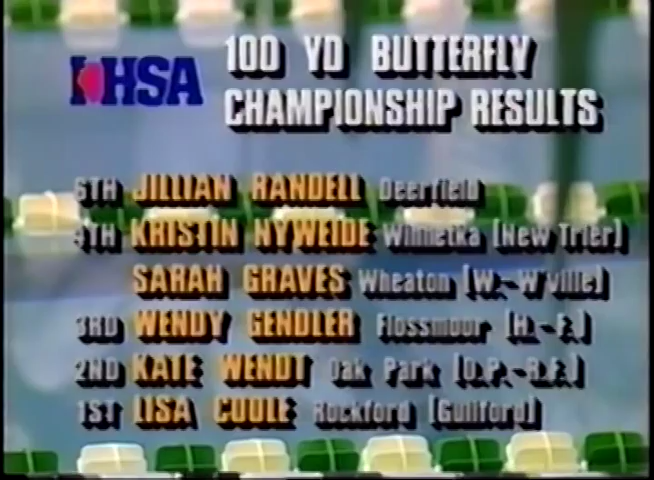 IHSA
100 YD BUTTERFLY
CHAMPIONSHIP RESULTS
6TH JILLIAN RANDELL Deerfield
4TH KRISTIN NYWEIDE Winnetka [New Trier]
SARAH GRAVES Wheaton [W.-W'ville]
3RD WENDY GENDLER Flossmoor [H.-F.]
2ND KATE WENDT Oak Park [O.P.-R.F.]
1ST LISA COOLE Rockford [Guilford]